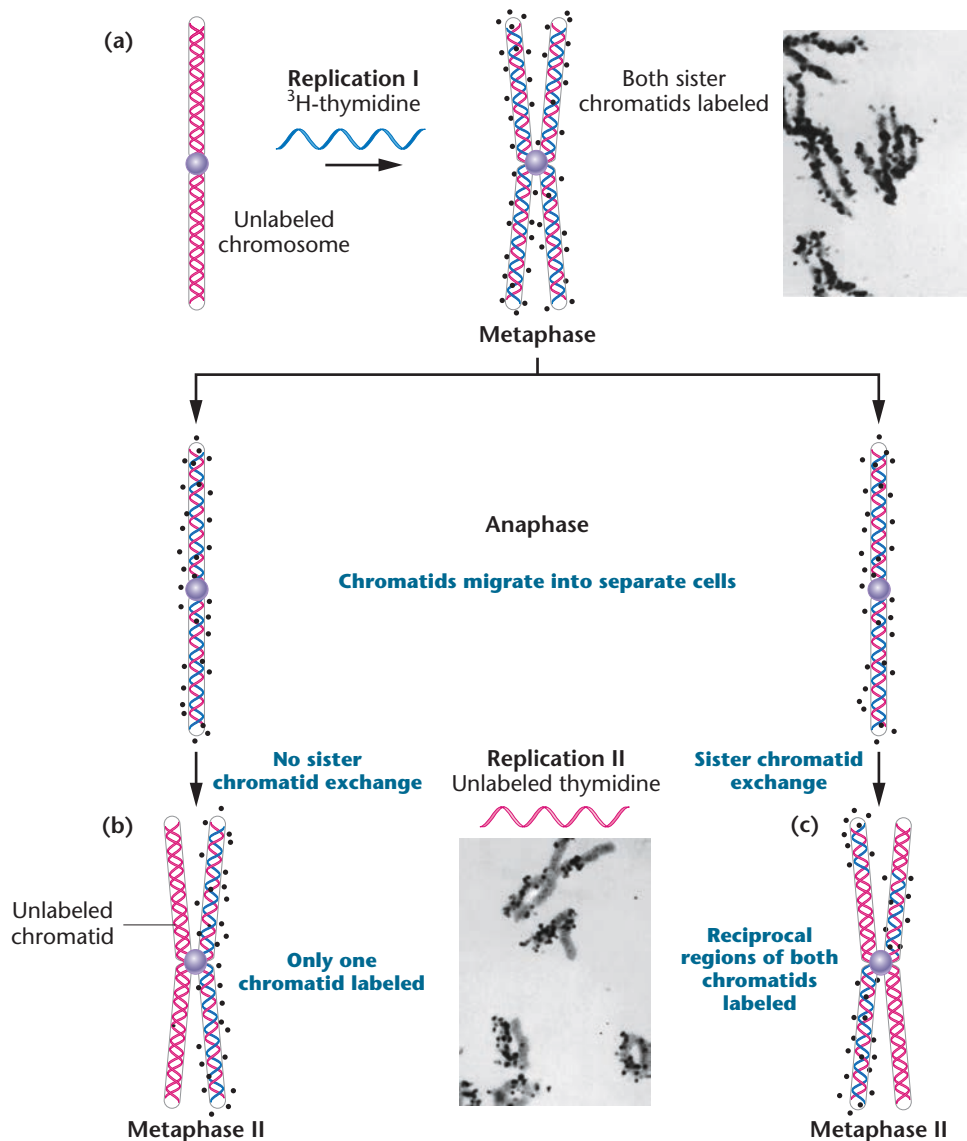 (a)
Replication I
³H-thymidine
Unlabeled
chromosome
Both sister
chromatids labeled
Metaphase
Anaphase
Chromatids migrate into separate cells
No sister
chromatid exchange
Replication II
Unlabeled thymidine
Sister chromatid
exchange
(b)
Unlabeled
chromatid
Only one
chromatid labeled
Metaphase II
(c)
Reciprocal
regions of both
chromatids
labeled
Metaphase II